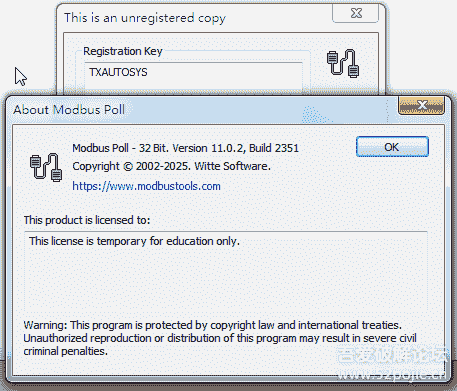 This is an unregistered copy
Registration Key
TXAUTOSYS
About Modbus Poll
Modbus Poll - 32 Bit. Version 11.0.2, Build 2351
OK
Copyright © 2002-2025. Witte Software.
https://www.modbustools.com
This product is licensed to:
This license is temporary for education only.
Warning: This program is protected by copyright law and international treaties.
Unauthorized reproduction or distribution of this program may result in severe civil
criminal penalties.
吾爱破解论坛
www.52pojie.cn